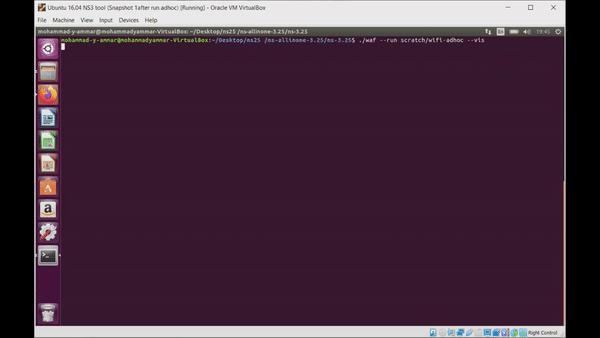 Ubuntu 16.04 NS3 tool (Snapshot 1after run adhoc) [Running] - Oracle VM VirtualBox
File Machine View Input Devices Help
mohammad-y-ammar@mohammadyammar-VirtualBox: ~/Desktop/ns25 /ns-allinone-3.25/ns-3.25
En
19:45
mohammad-y-ammar@mohammadyammar-VirtualBox:~/Desktop/ns25 /ns-allinone-3.25/ns-3.25$ ./waf --run scratch/wifi-adhoc --vis
Right Control